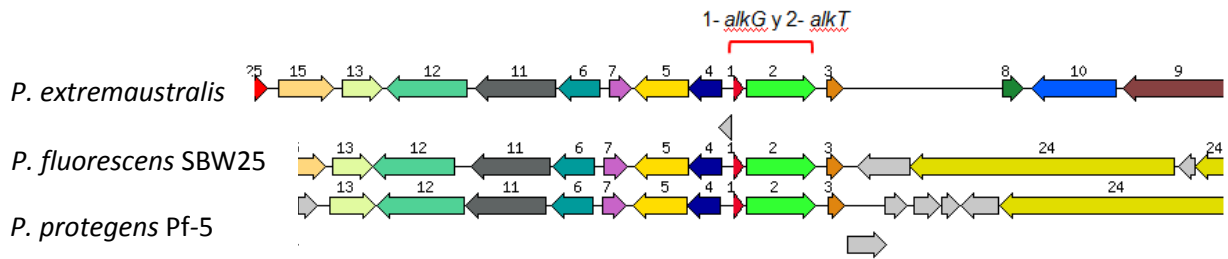 1- alkG y 2- alkT
25 15 13 12 11 6 7 5 4 1 2 3 8 10 9
P. extremaustralis
13 12 11 6 7 5 4 1 2 3 24 24
P. fluorescens SBW25
13 12 11 6 7 5 4 1 2 3 24
P. protegens Pf-5